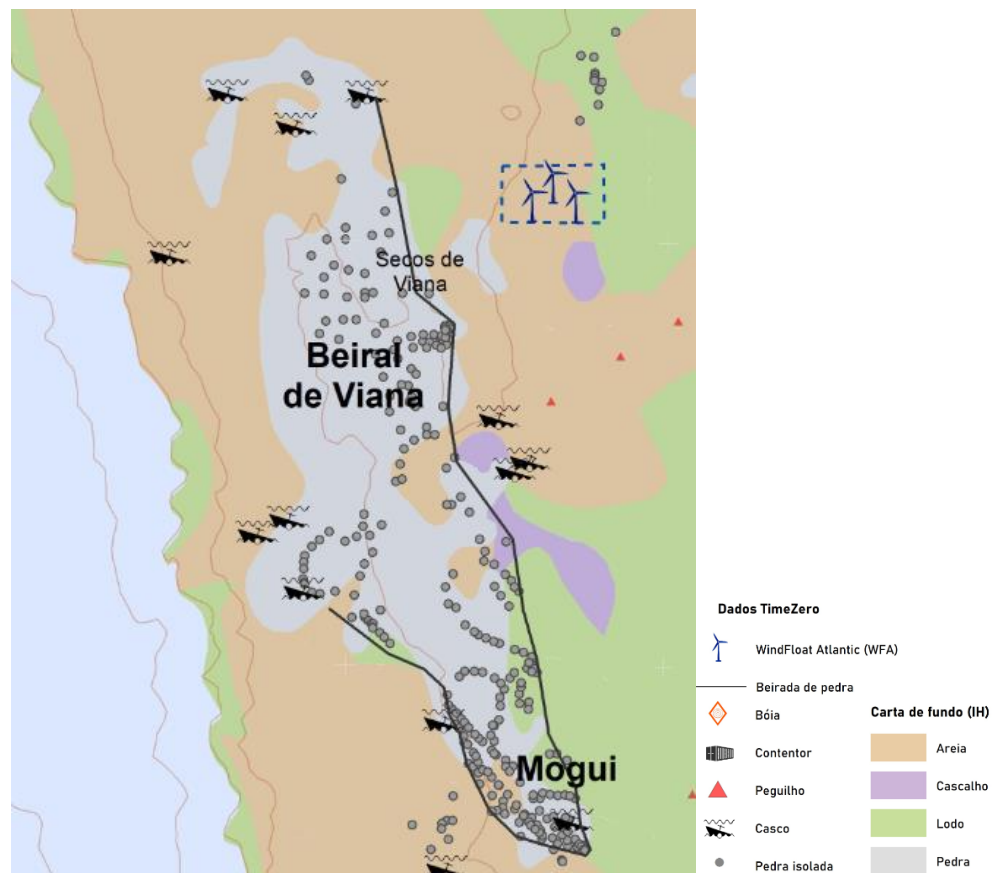 Secos de
Viana
Beiral
de Viana
Mogui
Dados TimeZero
WindFloat Atlantic (WFA)
Beirada de pedra
Bóia
Contentor
Peguilho
Casco
Pedra isolada
Carta de fundo (IH)
Areia
Cascalho
Lodo
Pedra